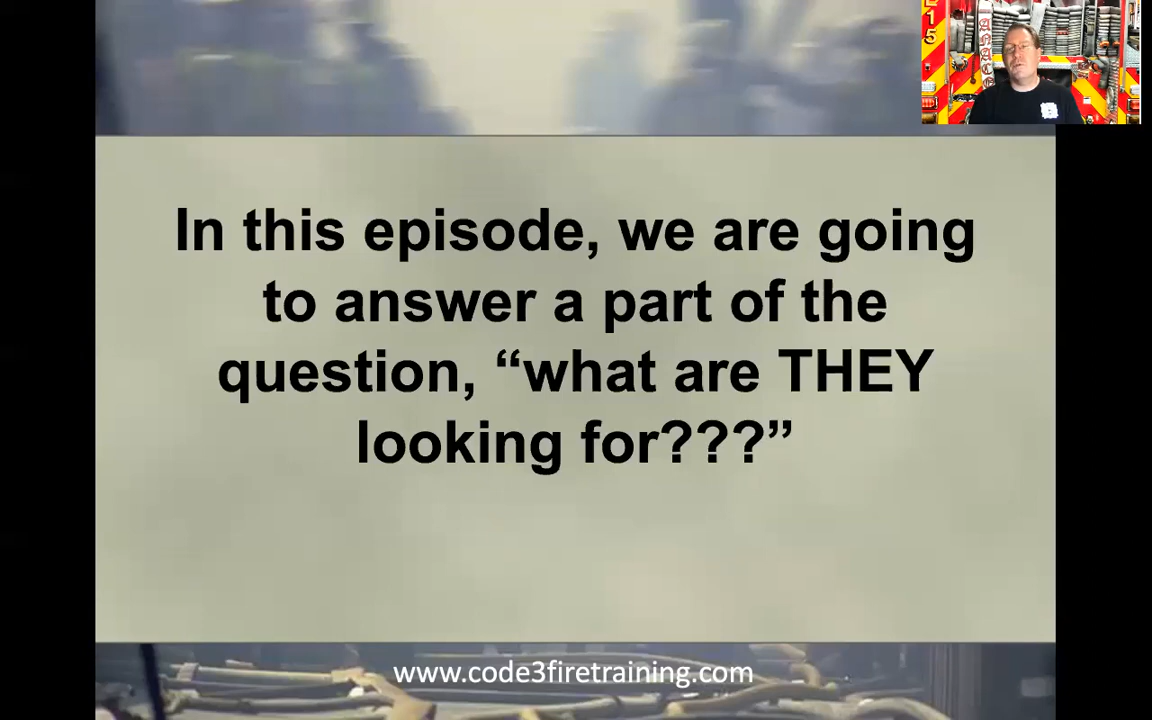 In this episode, we are going
to answer a part of the
question, “what are THEY
looking for???”
www.code3firetraining.com